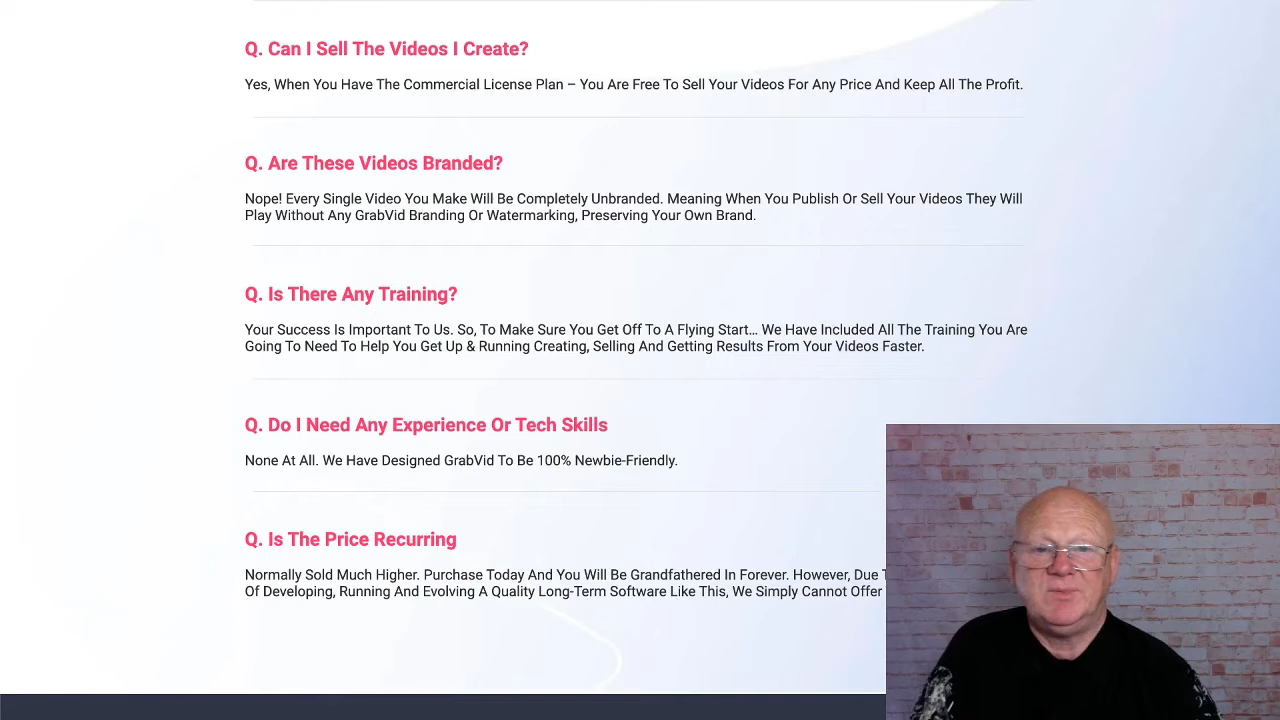 Q. Can I Sell The Videos I Create?
Yes, When You Have The Commercial License Plan – You Are Free To Sell Your Videos For Any Price And Keep All The Profit.
Q. Are These Videos Branded?
Nope! Every Single Video You Make Will Be Completely Unbranded. Meaning When You Publish Or Sell Your Videos They Will
Play Without Any GrabVid Branding Or Watermarking, Preserving Your Own Brand.
Q. Is There Any Training?
Your Success Is Important To Us. So, To Make Sure You Get Off To A Flying Start... We Have Included All The Training You Are
Going To Need To Help You Get Up & Running Creating, Selling And Getting Results From Your Videos Faster.
Q. Do I Need Any Experience Or Tech Skills
None At All. We Have Designed GrabVid To Be 100% Newbie-Friendly.
Q. Is The Price Recurring
Normally Sold Much Higher. Purchase Today And You Will Be Grandfathered In Forever. However, Due
Of Developing, Running And Evolving A Quality Long-Term Software Like This, We Simply Cannot Offer